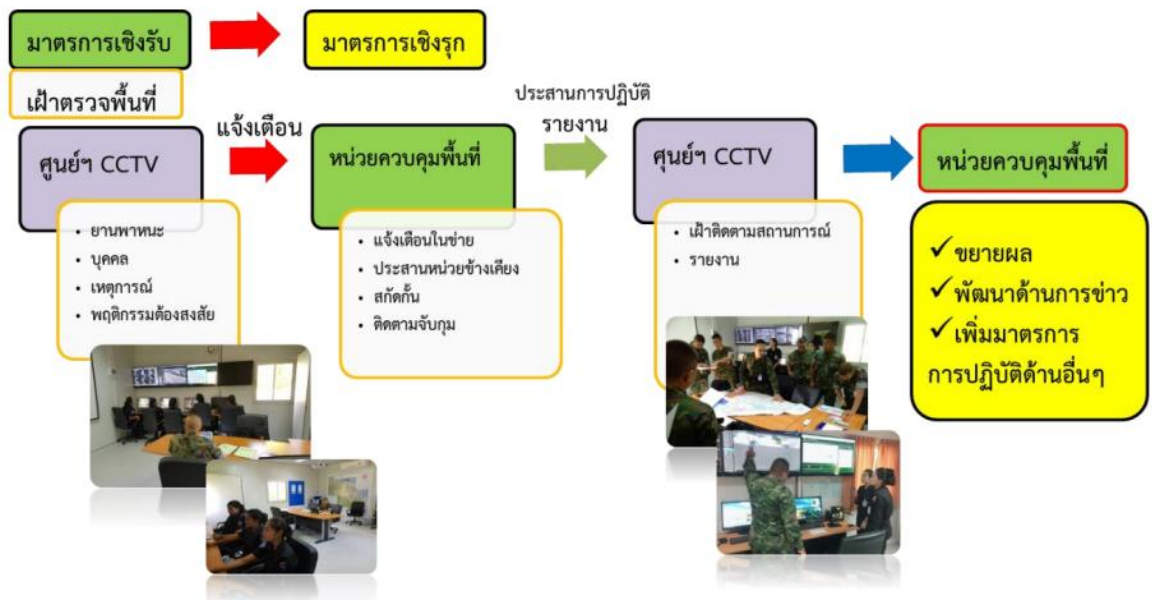 มาตรการเชิงรับ
มาตรการเชิงรุก
เฝ้าตรวจพื้นที่
ศูนย์ฯ CCTV
แจ้งเตือน
หน่วยควบคุมพื้นที่
ประสานการปฏิบัติ
รายงาน
ศูนย์ฯ CCTV
หน่วยควบคุมพื้นที่
• ยานพาหนะ
• บุคคล
• เหตุการณ์
• พฤติกรรมต้องสงสัย
• แจ้งเตือนในข่าย
• ประสานหน่วยข้างเคียง
• สกัดกั้น
• ติดตามจับกุม
• เฝ้าติดตามสถานการณ์
• รายงาน
✓ ขยายผล
✓ พัฒนาด้านการข่าว
✓ เพิ่มมาตรการ
การปฏิบัติด้านอื่นๆ